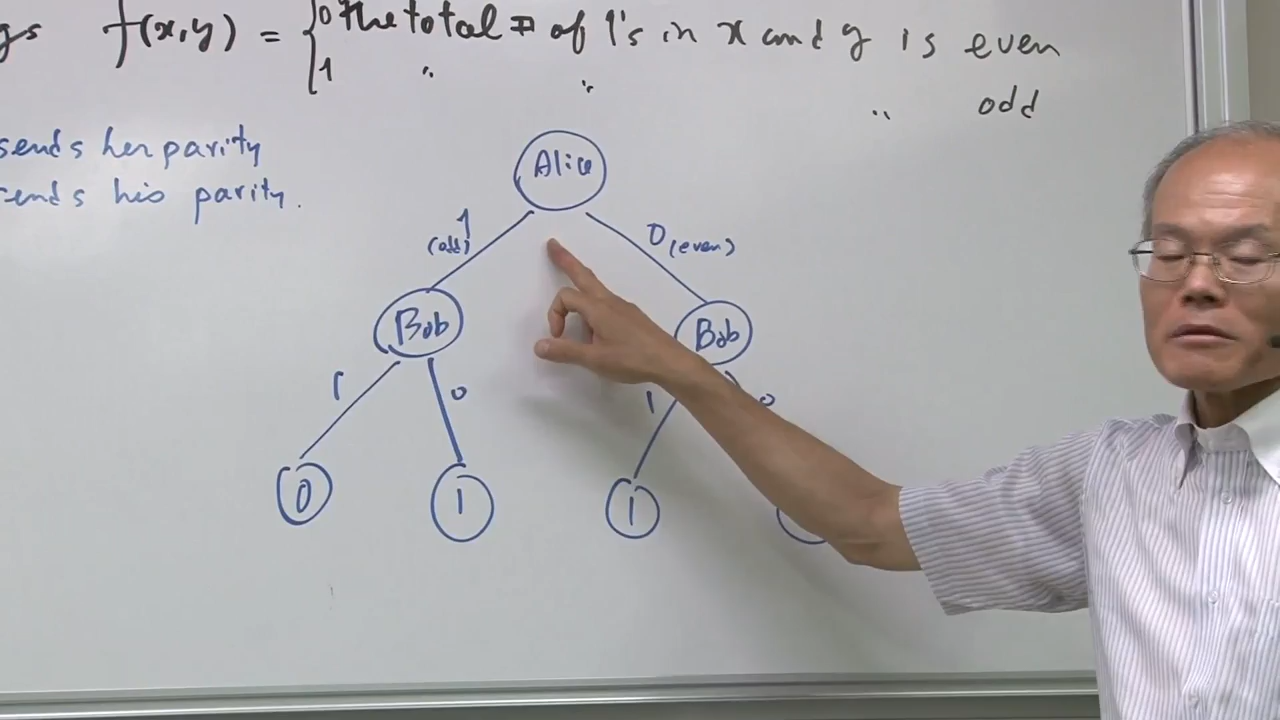 gs f(x,y) = { 0 the total # of 1's in x and y is even
1 〃 〃 〃 odd
sends her parity
ends his parity.
Alice
1 (odd)
0 (even)
Bob
Bob
1
0
1
0
0
1
1